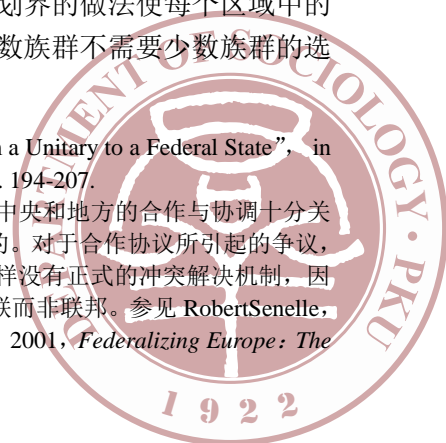 划界的做法使每个区域中的
数族群不需要少数族群的选
a Unitary to a Federal State”, in
. 194-207.
中央和地方的合作与协调十分关
的。对于合作协议所引起的争议,
样没有正式的冲突解决机制,因
联而非联邦。参见 RobertSenelle,
2001,Federalizing Europe:The
DEPARTMENT OF SOCIOLOGY · PKU
1922